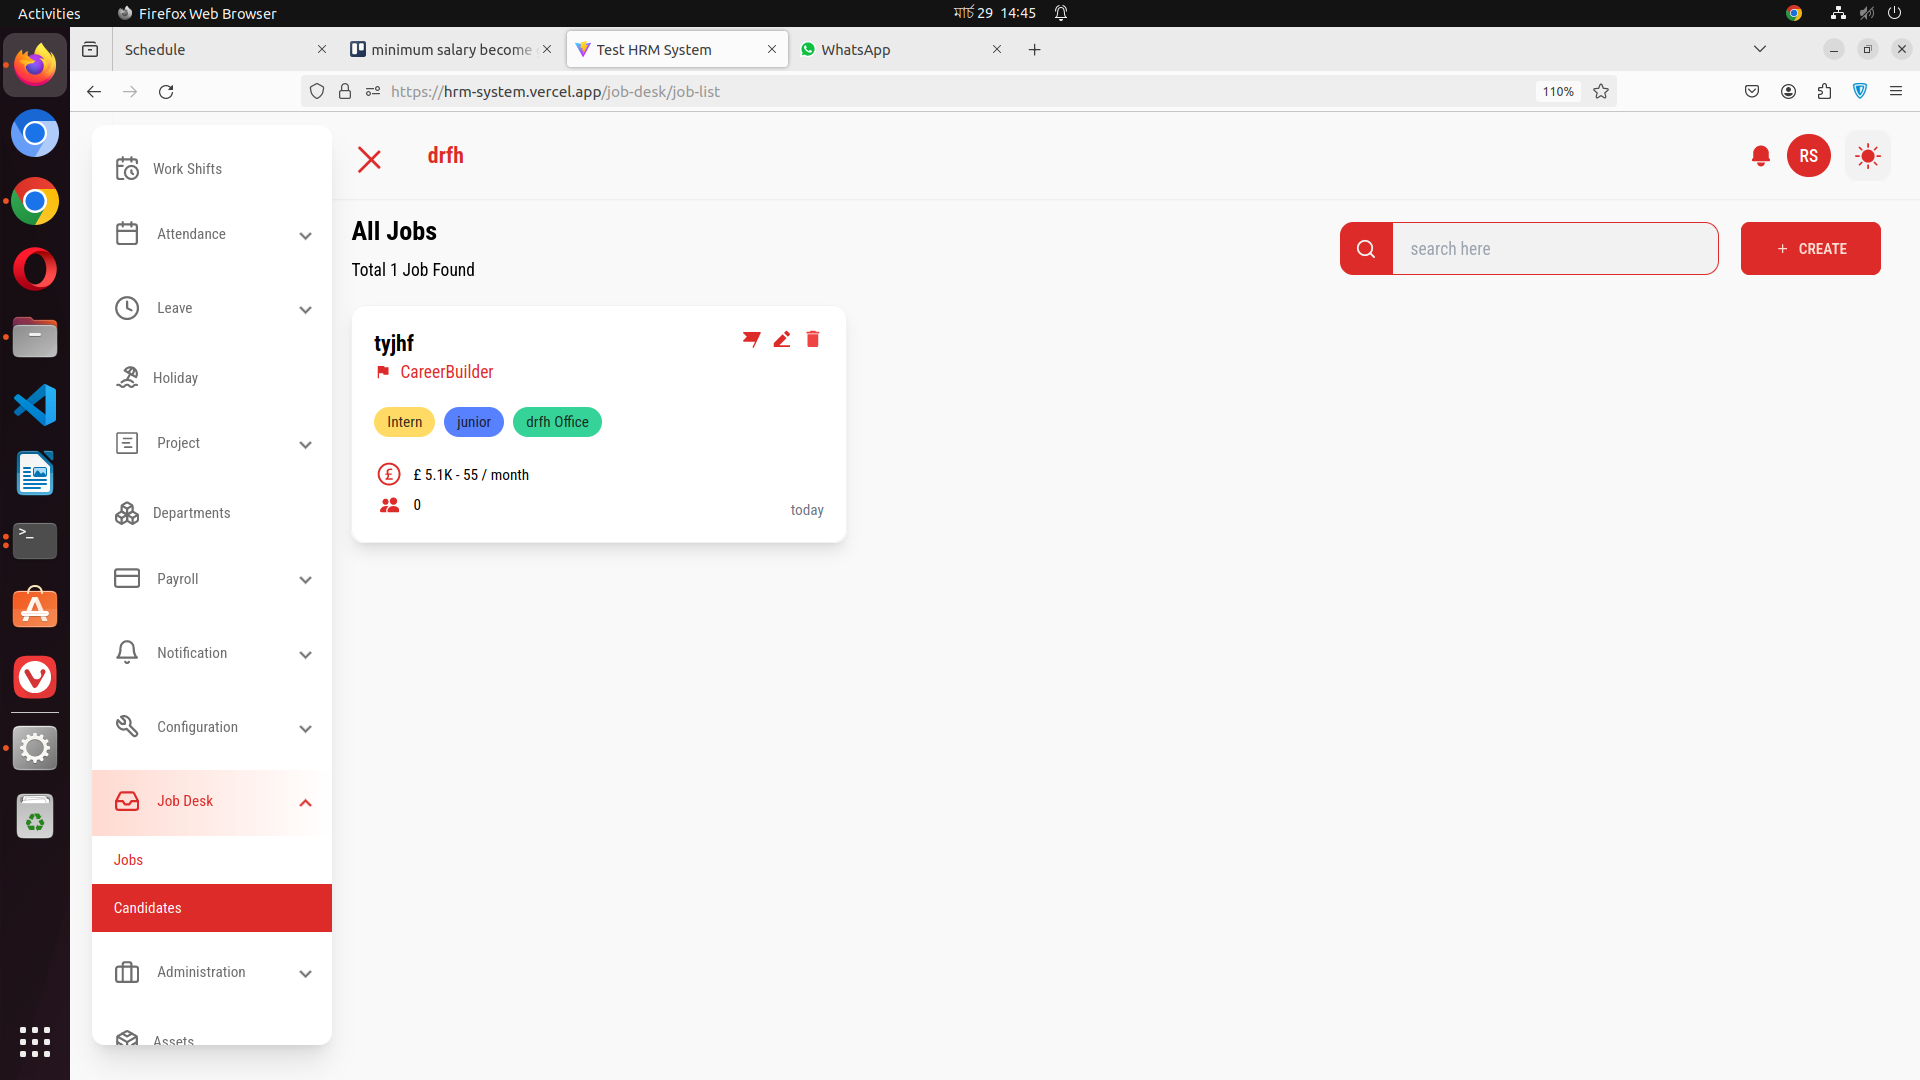 Activities
Firefox Web Browser
মার্চ 29 14:45
Schedule
minimum salary become
Test HRM System
WhatsApp
https://hrm-system.vercel.app/job-desk/job-list
110%
Work Shifts
Attendance
Leave
Holiday
Project
Departments
Payroll
Notification
Configuration
Job Desk
Jobs
Candidates
Administration
Assets
drfh
RS
All Jobs
Total 1 Job Found
search here
+ CREATE
tyjhf
CareerBuilder
Intern
junior
drfh Office
£ 5.1K - 55 / month
0
today